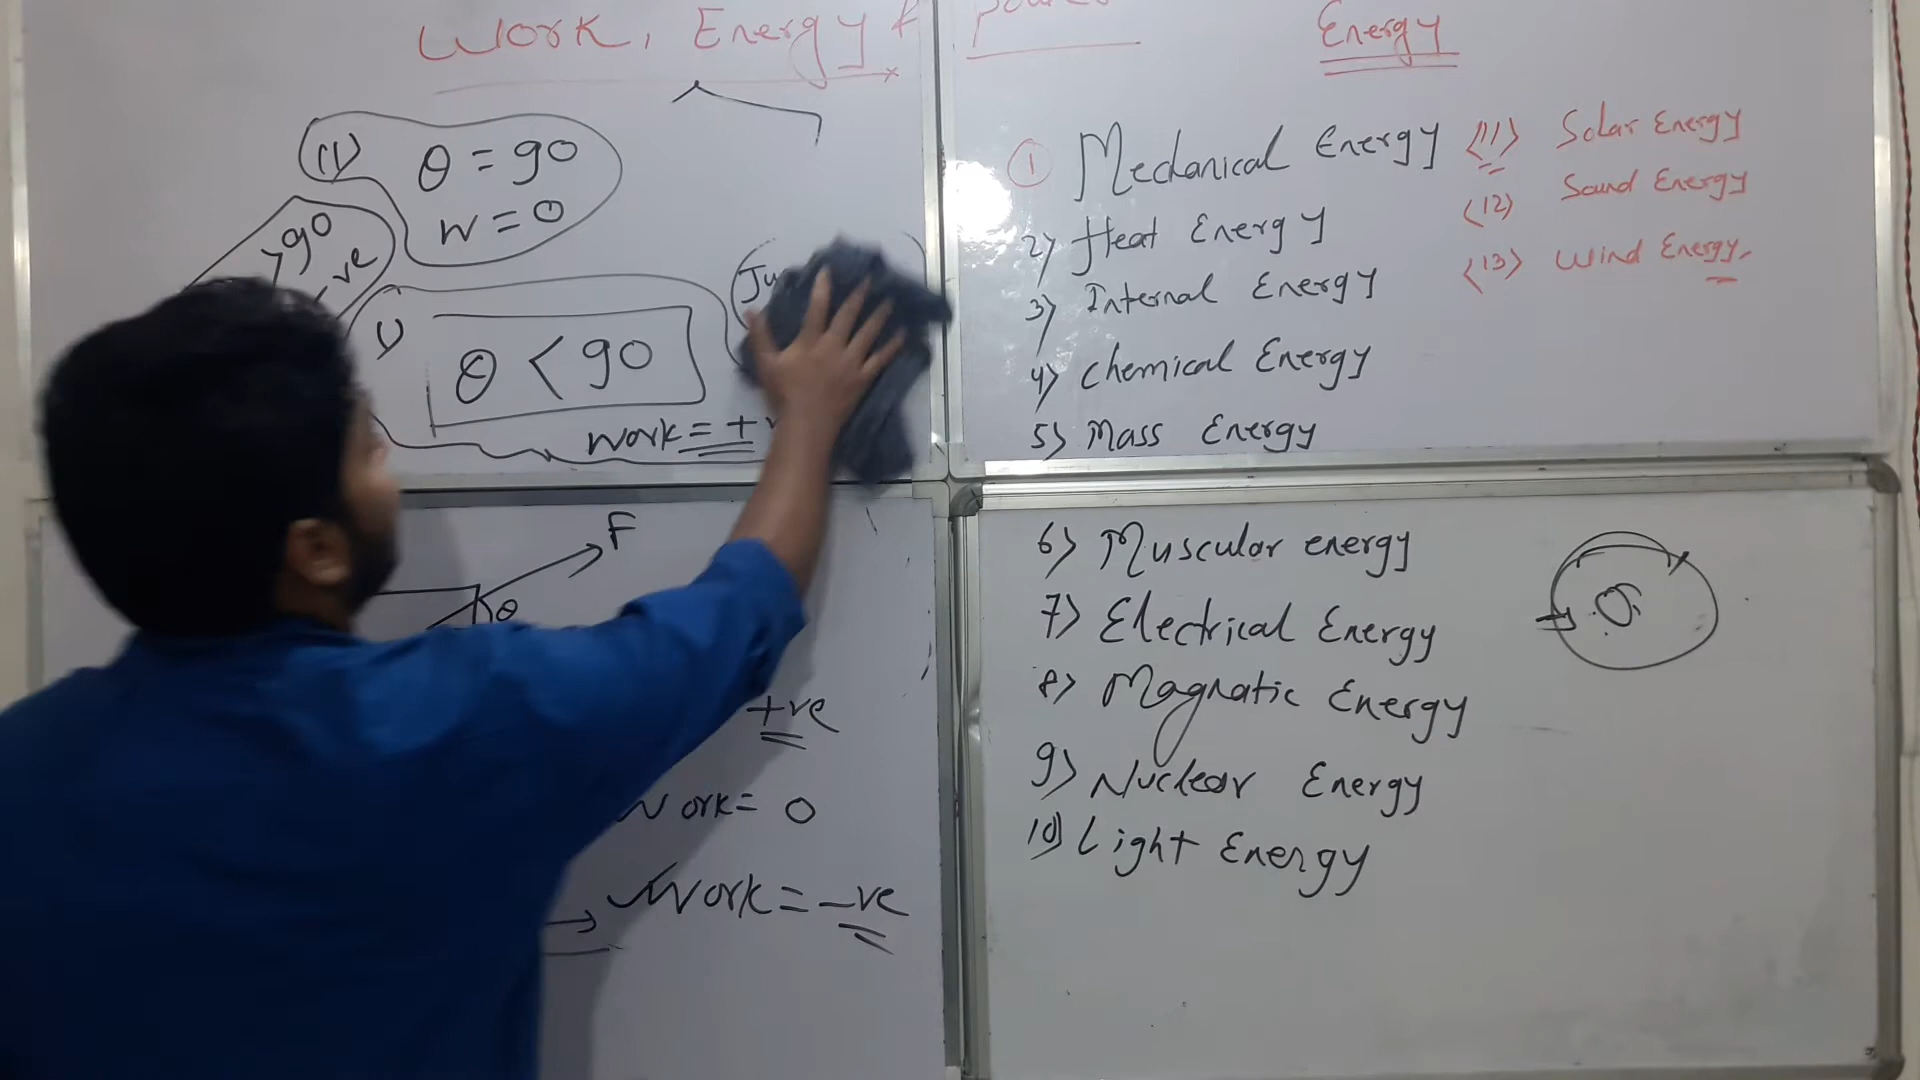 Work, Energy &
Power
(ii) θ = 90
W = 0
> 90
-ve
i)
θ < 90
Work = +
F
θ
+ve
Work = 0
Work = -ve
Energy
1 Mechanical Energy
2) Heat Energy
3) Internal Energy
4) Chemical Energy
5) Mass Energy
6) Muscular energy
7) Electrical Energy
8) Magnatic Energy
9) Nuclear Energy
10) Light Energy
<11> Solar Energy
<12> Sound Energy
<13> Wind Energy.